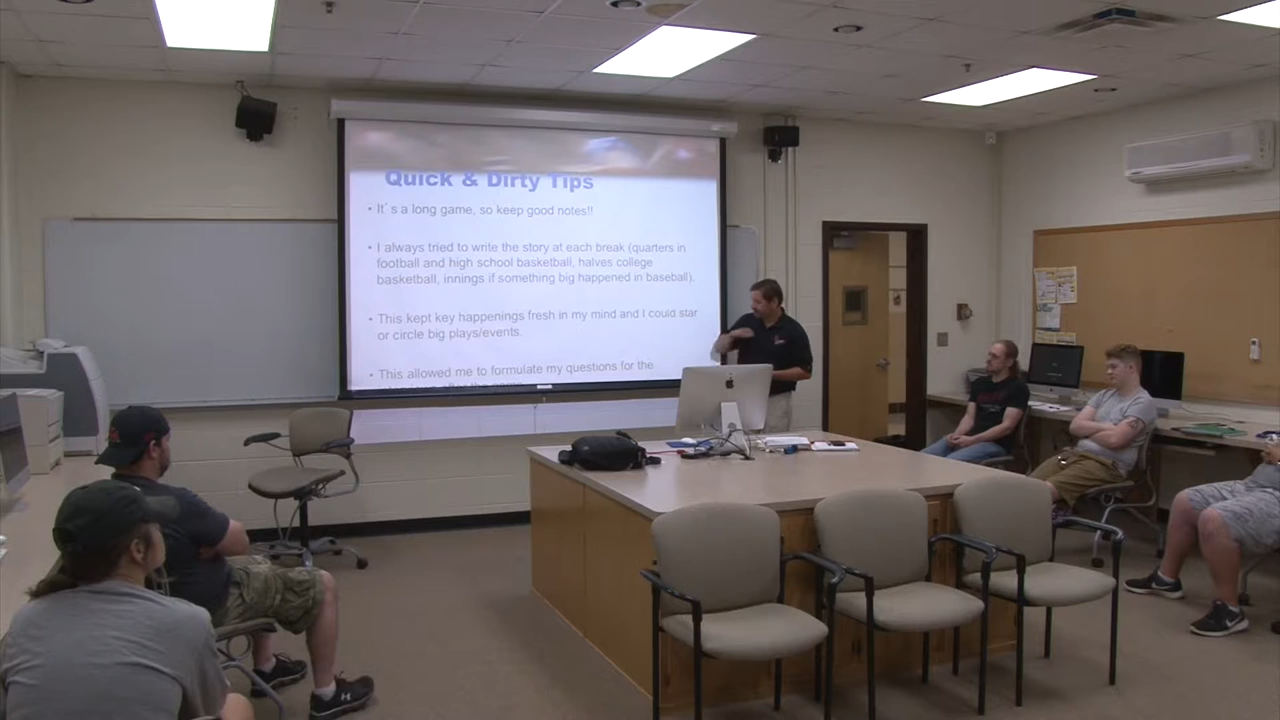 Quick & Dirty Tips
• It's a long game, so keep good notes!!
• I always tried to write the story at each break (quarters in
football and high school basketball, halves college
basketball, innings if something big happened in baseball).
• This kept key happenings fresh in my mind and I could star
or circle big plays/events.
• This allowed me to formulate my questions for the